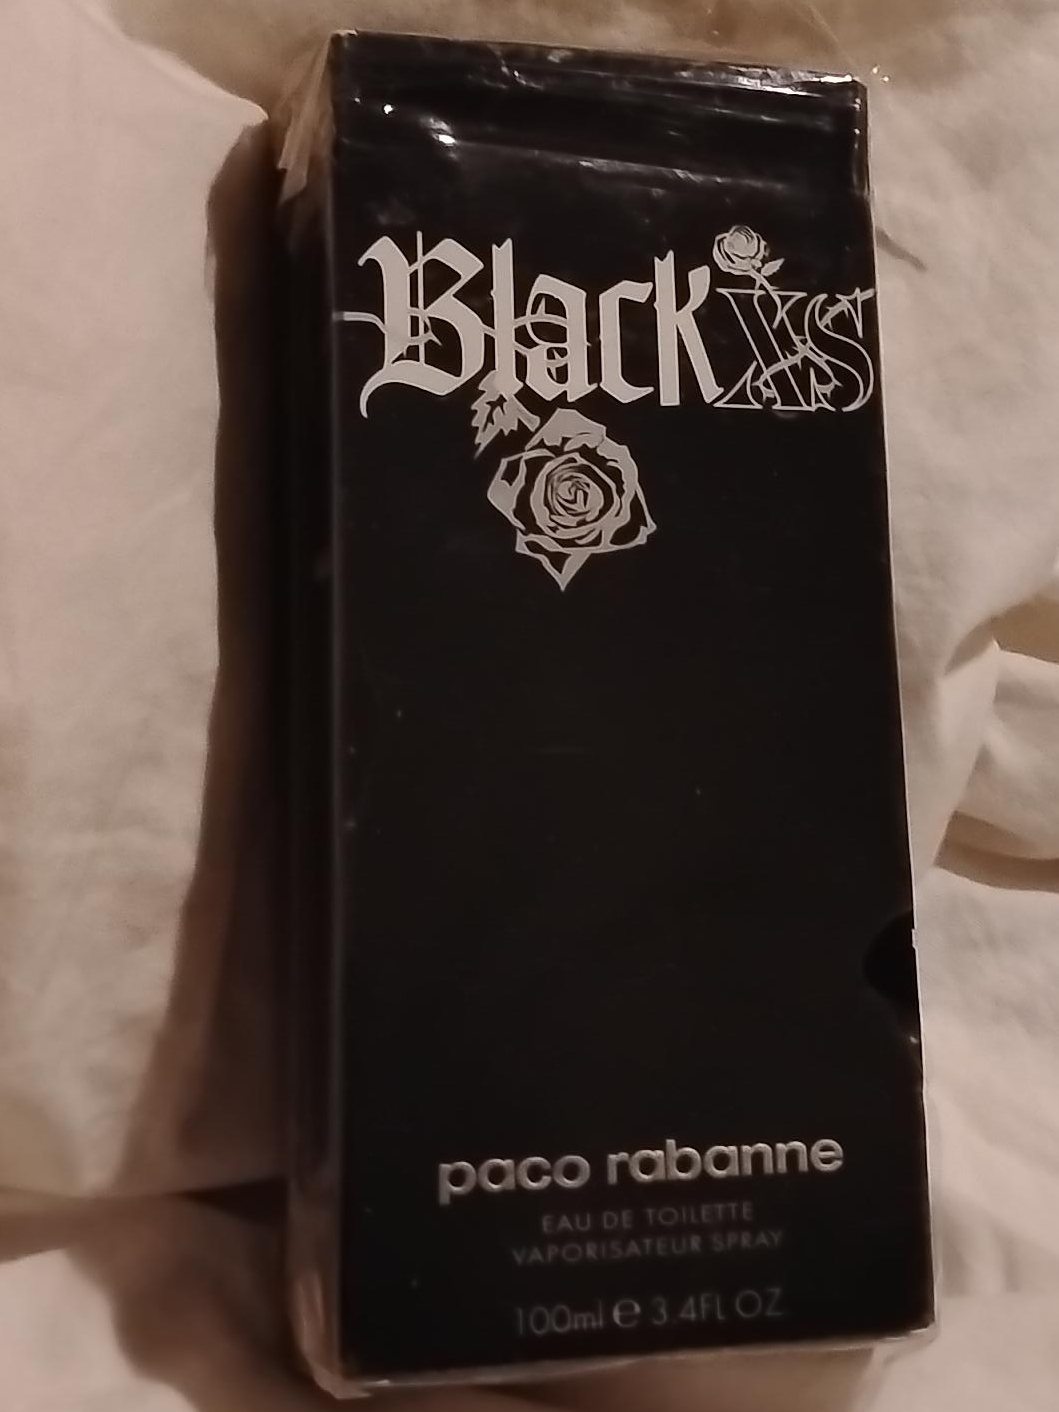 Black XS
paco rabanne
EAU DE TOILETTE
VAPORISATEUR SPRAY
100ml e 3.4FL OZ